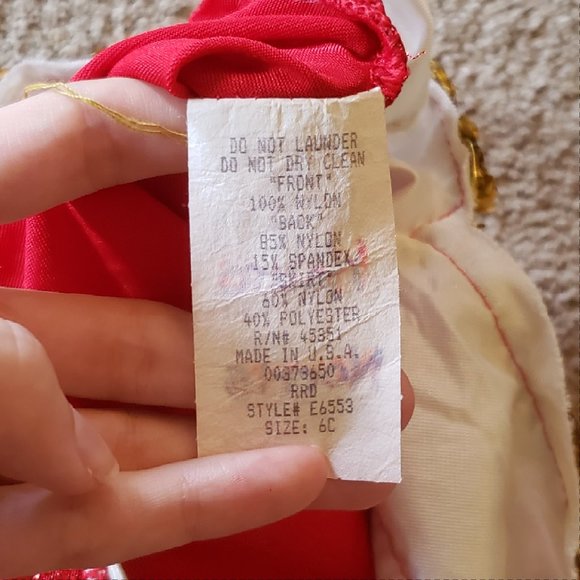 DO NOT LAUNDER
DO NOT DRY CLEAN
"FRONT"
100% NYLON
"BACK"
85% NYLON
15% SPANDEX
"SKIRT"
60% NYLON
40% POLYESTER
R/N# 45351
MADE IN U.S.A.
00373650
RRD
STYLE# E6553
SIZE: 6C